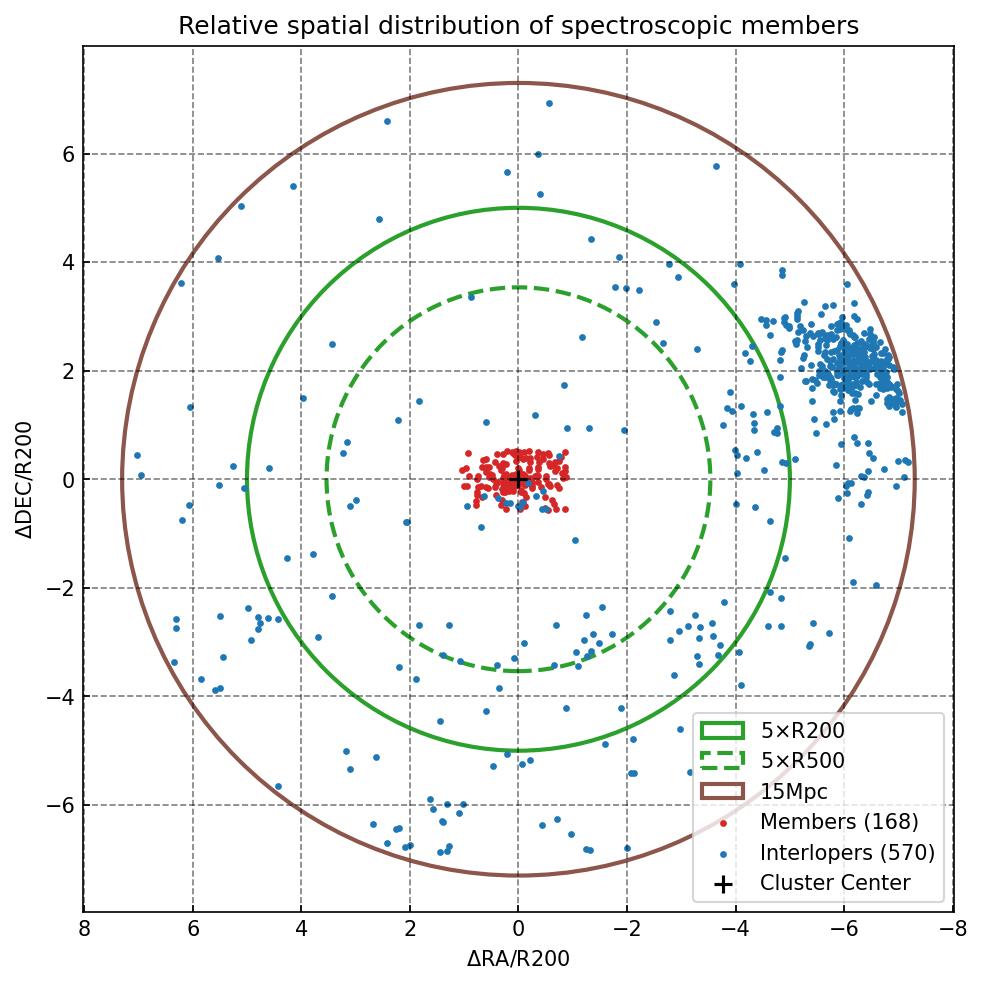 Relative spatial distribution of spectroscopic members
ΔDEC/R200
6
4
2
0
−2
−4
−6
5×R200
5×R500
15Mpc
Members (168)
Interlopers (570)
Cluster Center
8
6
4
2
0
−2
−4
−6
−8
ΔRA/R200